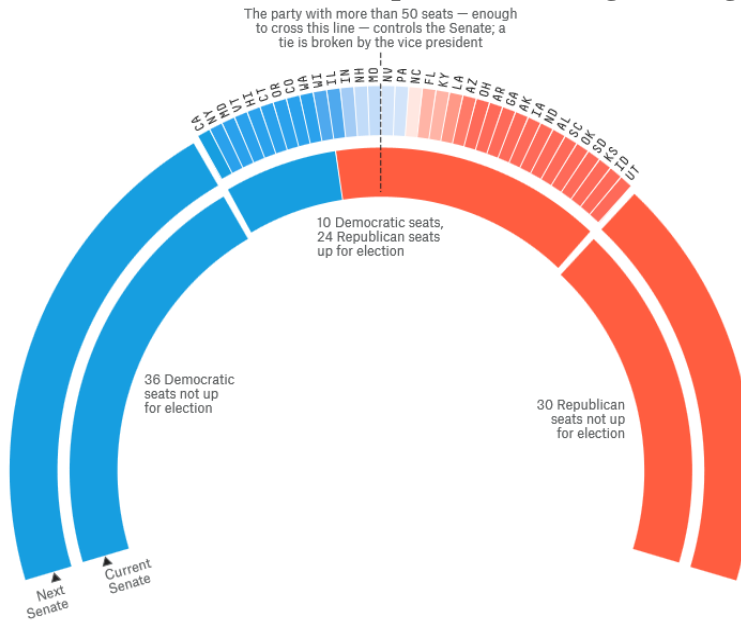 The party with more than 50 seats — enough
to cross this line — controls the Senate; a
tie is broken by the vice president
CA
NY
MD
VT
HI
CT
OR
CO
WA
WI
IL
IN
NH
MO
NV
PA
NC
FL
KY
LA
AZ
OH
AR
GA
AK
IA
ND
AL
SC
OK
SD
KS
ID
UT
10 Democratic seats,
24 Republican seats
up for election
36 Democratic
seats not up
for election
30 Republican
seats not up
for election
Next
Senate
Current
Senate